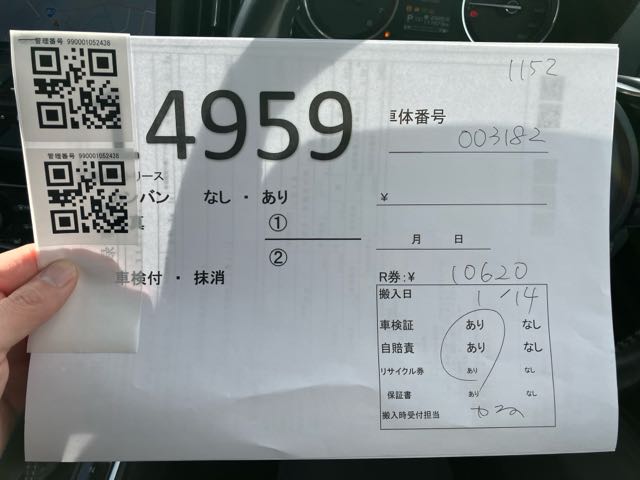 管理番号 990001052438
1152
4959
車体番号
003182
管理番号 990001052438
リース
ンバン なし ・ あり
¥
①
②
月 日
車検付 ・ 抹消
R券:¥ 10620
搬入日 1/14
車検証 あり なし
自賠責 あり なし
リサイクル券 あり なし
保証書 あり なし
搬入時受付担当